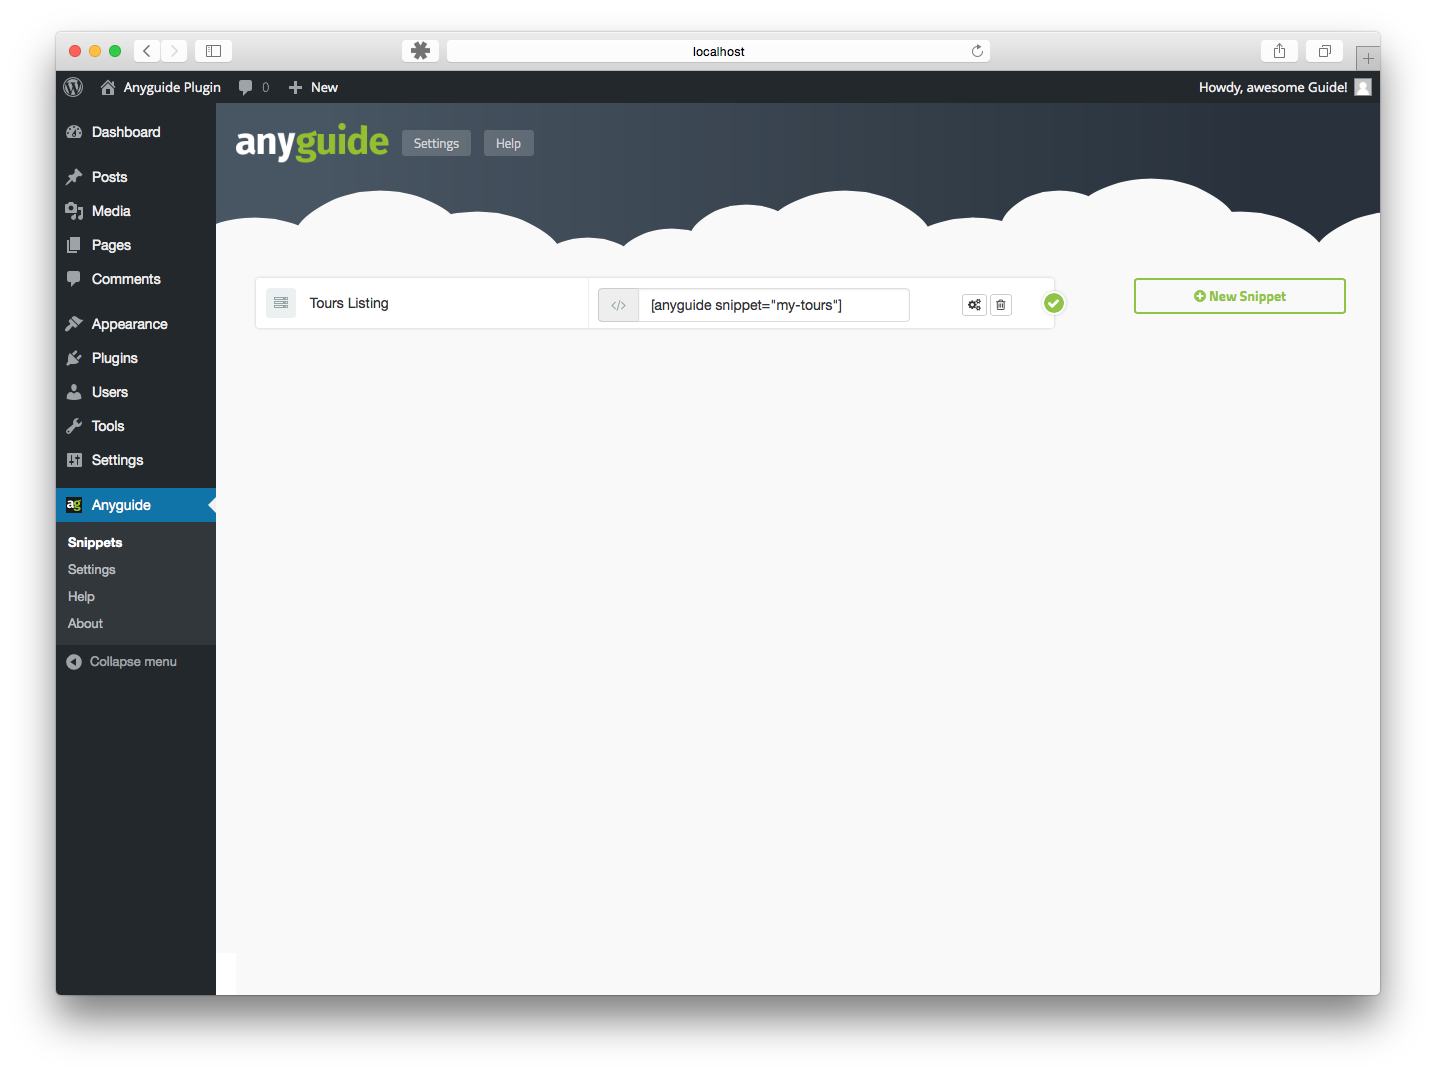 localhost
Anyguide Plugin 0 New Howdy, awesome Guide!
Dashboard
Posts
Media
Pages
Comments
Appearance
Plugins
Users
Tools
Settings
ag Anyguide
Snippets
Settings
Help
About
Collapse menu
anyguide Settings Help
Tours Listing [anyguide snippet="my-tours"] New Snippet